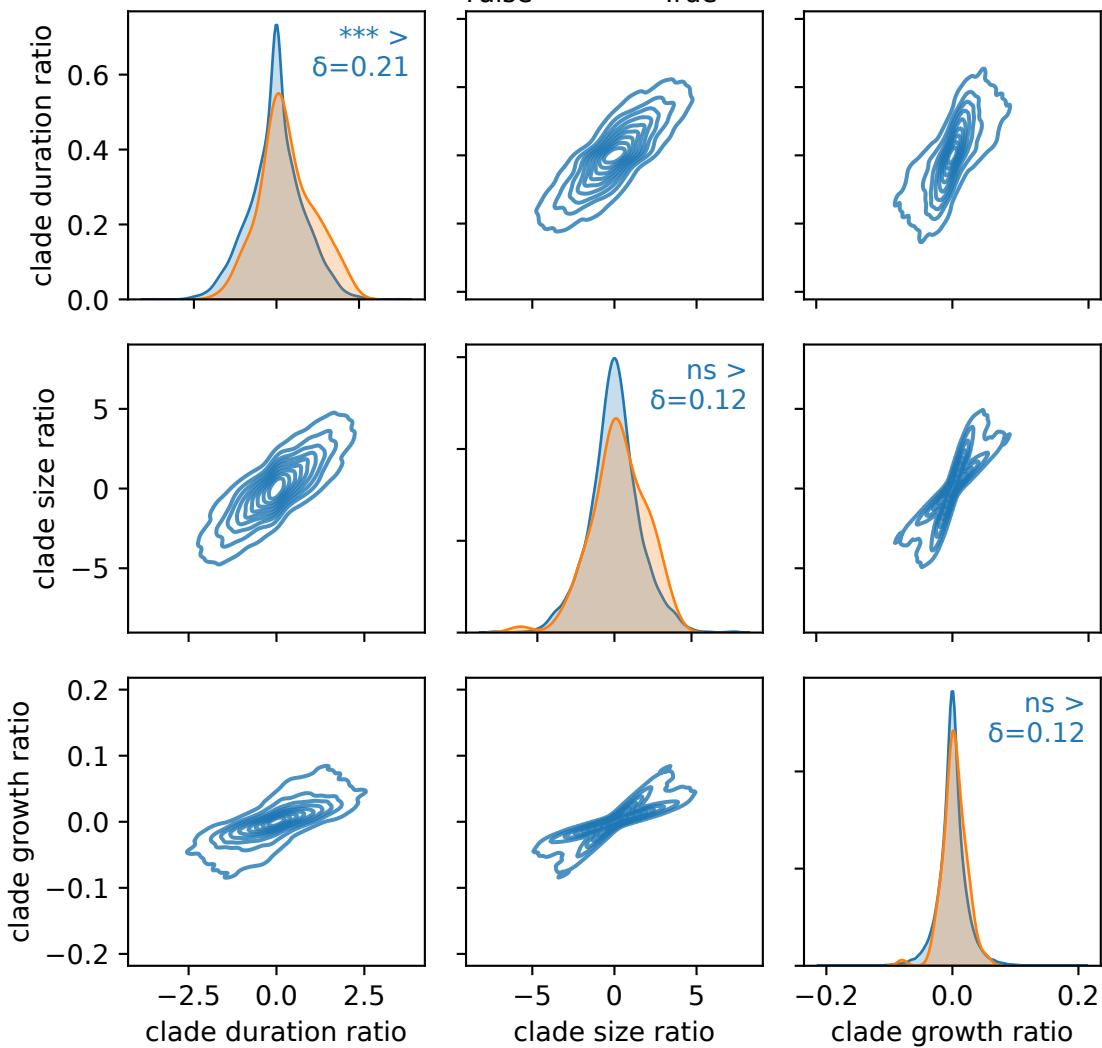 clade duration ratio
0.6
0.4
0.2
0.0
*** >
δ=0.21
clade size ratio
5
0
−5
ns >
δ=0.12
clade growth ratio
0.2
0.1
0.0
−0.1
−0.2
ns >
δ=0.12
−2.5 0.0 2.5
−5 0 5
−0.2 0.0 0.2
clade duration ratio
clade size ratio
clade growth ratio